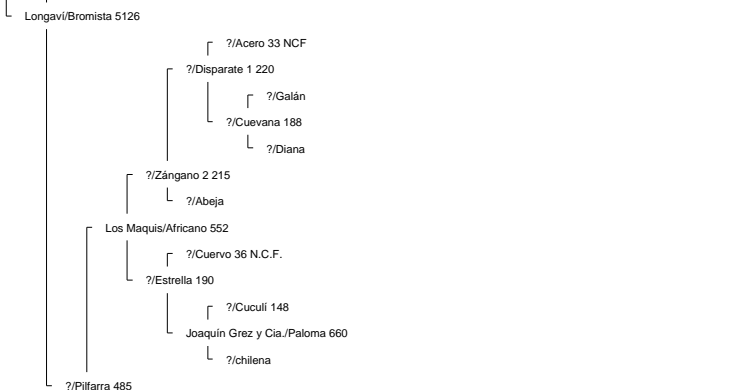 Longaví/Bromista 5126
?/Acero 33 NCF
?/Disparate 1 220
?/Galán
?/Cuevana 188
?/Diana
?/Zángano 2 215
?/Abeja
Los Maquis/Africano 552
?/Cuervo 36 N.C.F.
?/Estrella 190
?/Cuculí 148
Joaquín Grez y Cia./Paloma 660
?/chilena
?/Pilfarra 485